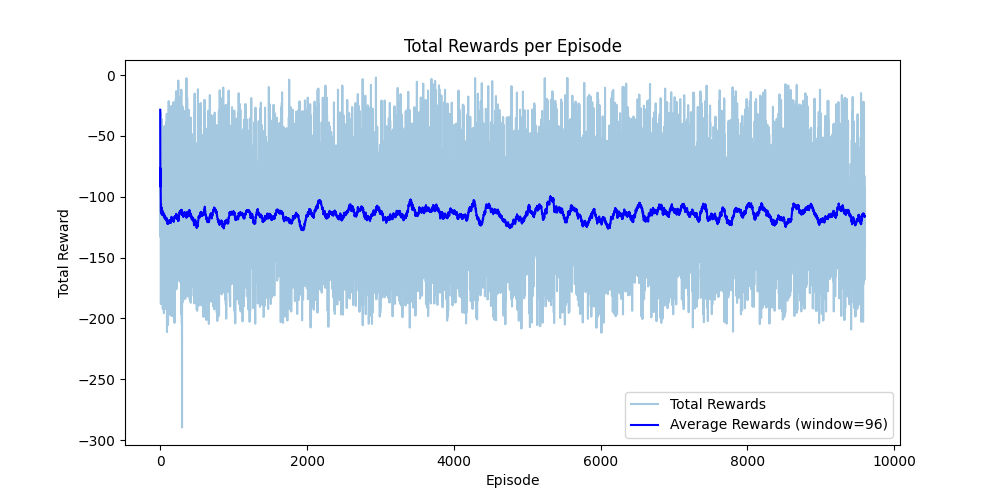 Total Rewards per Episode
Total Reward
0
−50
−100
−150
−200
−250
−300
Total Rewards
Average Rewards (window=96)
0
2000
4000
6000
8000
10000
Episode